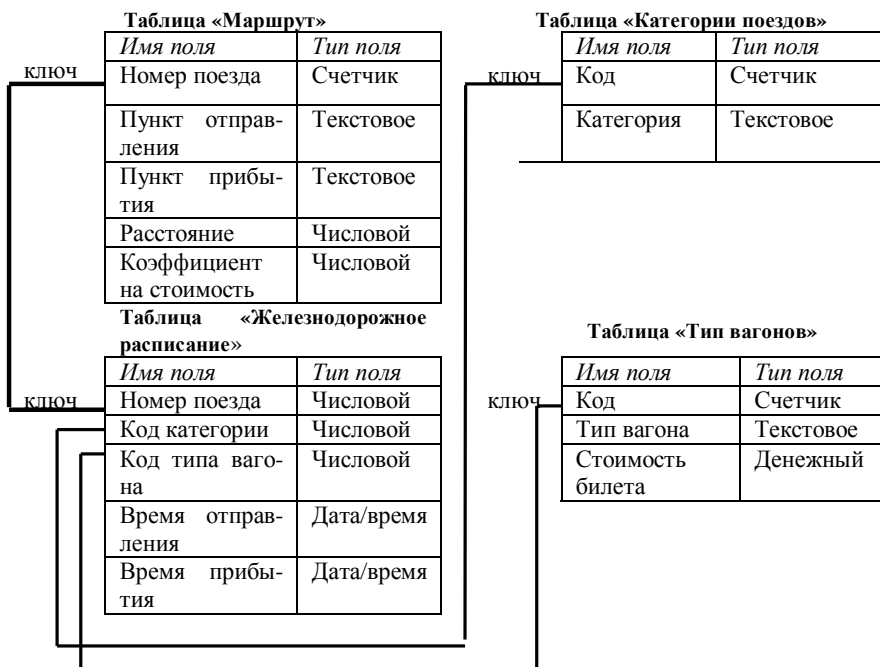 Таблица «Маршрут»
Имя поля Тип поля
ключ Номер поезда Счетчик
Пункт отправ-
ления Текстовое
Пункт прибы-
тия Текстовое
Расстояние Числовой
Коэффициент
на стоимость Числовой
Таблица «Категории поездов»
Имя поля Тип поля
ключ Код Счетчик
Категория Текстовое
Таблица «Железнодорожное
расписание»
Имя поля Тип поля
ключ Номер поезда Числовой
Код категории Числовой
Код типа ваго-
на Числовой
Время отправ-
ления Дата/время
Время прибы-
тия Дата/время
Таблица «Тип вагонов»
Имя поля Тип поля
ключ Код Счетчик
Тип вагона Текстовое
Стоимость
билета Денежный